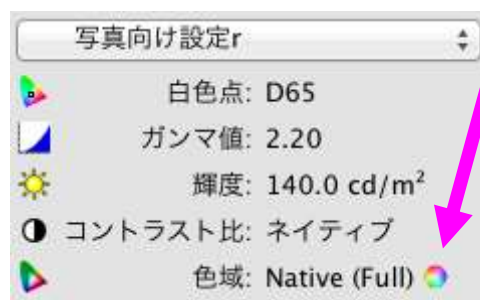 写真向け設定r
白色点: D65
ガンマ値: 2.20
輝度: 140.0 cd/m²
コントラスト比: ネイティブ
色域: Native (Full)